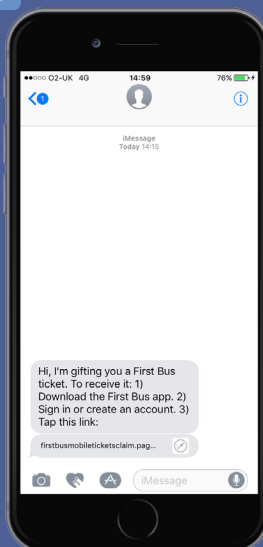 ●●○○○ O2-UK 4G 14:59 76%
1
iMessage
Today 14:15
Hi, I'm gifting you a First Bus
ticket. To receive it: 1)
Download the First Bus app. 2)
Sign in or create an account. 3)
Tap this link:
firstbusmobileticketsclaim.pag...
iMessage